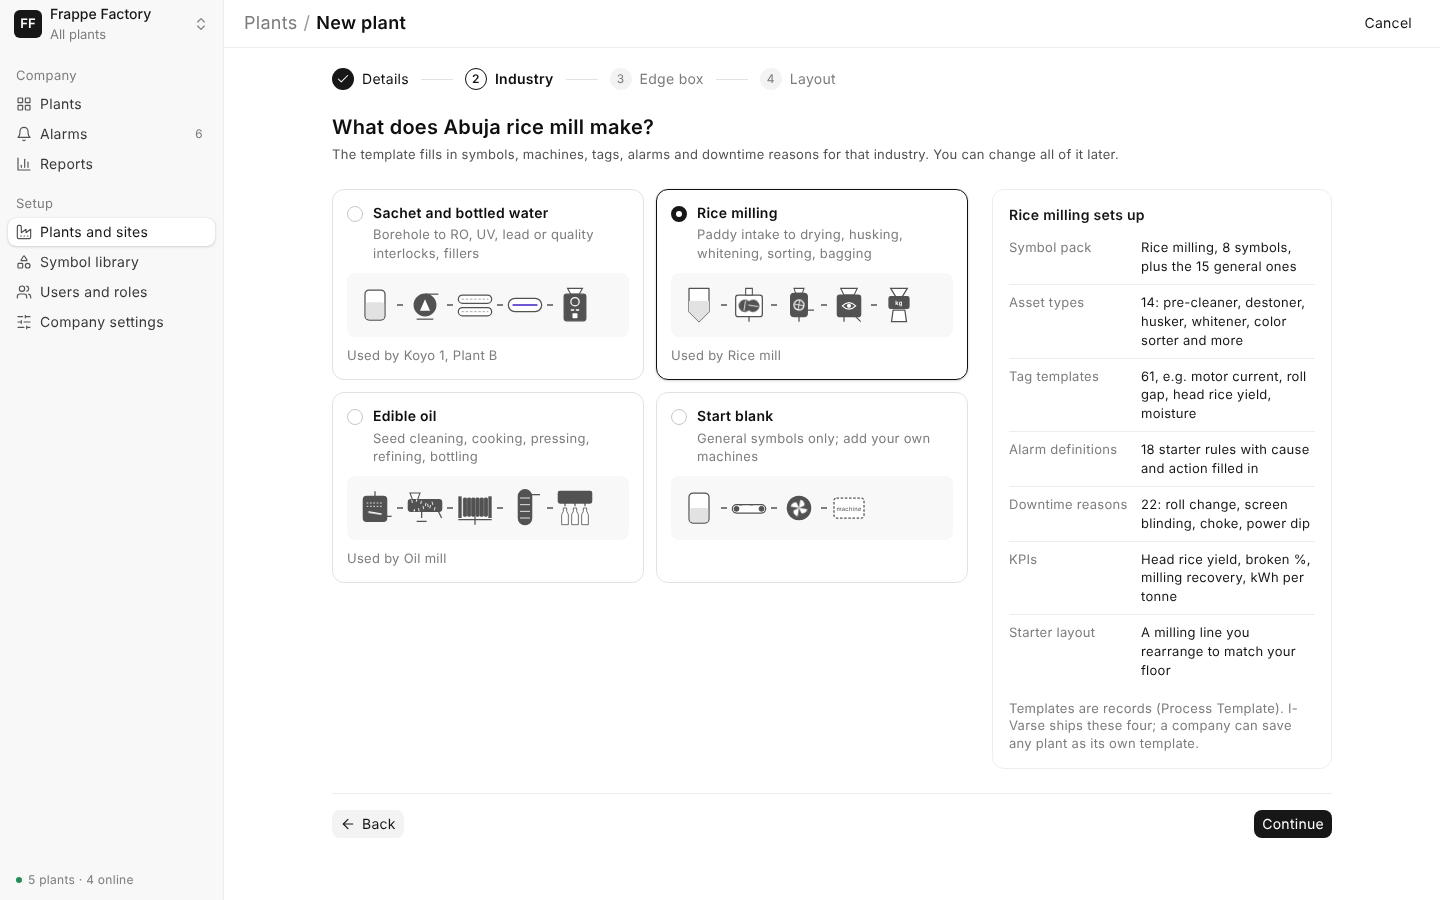 FF
Frappe Factory
All plants
Plants / New plant
Cancel
Company
Plants
Alarms 6
Reports
Setup
Plants and sites
Symbol library
Users and roles
Company settings
5 plants · 4 online
Details
2 Industry
3 Edge box
4 Layout
What does Abuja rice mill make?
The template fills in symbols, machines, tags, alarms and downtime reasons for that industry. You can change all of it later.
Sachet and bottled water
Borehole to RO, UV, lead or quality
interlocks, fillers
Used by Koyo 1, Plant B
Rice milling
Paddy intake to drying, husking,
whitening, sorting, bagging
kg
Used by Rice mill
Edible oil
Seed cleaning, cooking, pressing,
refining, bottling
Used by Oil mill
Start blank
General symbols only; add your own
machines
machine
Rice milling sets up
Symbol pack Rice milling, 8 symbols,
plus the 15 general ones
Asset types 14: pre-cleaner, destoner,
husker, whitener, color
sorter and more
Tag templates 61, e.g. motor current, roll
gap, head rice yield,
moisture
Alarm definitions 18 starter rules with cause
and action filled in
Downtime reasons 22: roll change, screen
blinding, choke, power dip
KPIs Head rice yield, broken %,
milling recovery, kWh per
tonne
Starter layout A milling line you
rearrange to match your
floor
Templates are records (Process Template). I-
Varse ships these four; a company can save
any plant as its own template.
Back
Continue